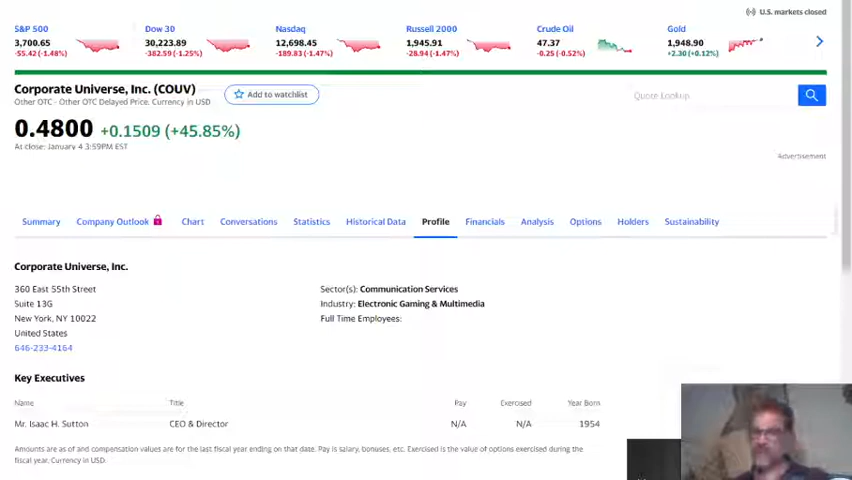 U.S. markets closed
S&P 500
3,700.65
-55.42 (-1.48%)
Dow 30
30,223.89
-382.59 (-1.25%)
Nasdaq
12,698.45
-189.83 (-1.47%)
Russell 2000
1,945.91
-28.94 (-1.47%)
Crude Oil
47.37
-0.25 (-0.52%)
Gold
1,948.90
+2.30 (+0.12%)
Corporate Universe, Inc. (COUV)
Add to watchlist
Other OTC - Other OTC Delayed Price. Currency in USD
Quote Lookup
0.4800 +0.1509 (+45.85%)
At close: January 4 3:59PM EST
Advertisement
Summary Company Outlook Chart Conversations Statistics Historical Data Profile Financials Analysis Options Holders Sustainability
Corporate Universe, Inc.
360 East 55th Street
Suite 13G
New York, NY 10022
United States
646-233-4164
Sector(s): Communication Services
Industry: Electronic Gaming & Multimedia
Full Time Employees:
Key Executives
Name Title Pay Exercised Year Born
Mr. Isaac H. Sutton CEO & Director N/A N/A 1954
Amounts are as of and compensation values are for the last fiscal year ending on that date. Pay is salary, bonuses, etc. Exercised is the value of options exercised during the
fiscal year. Currency in USD.